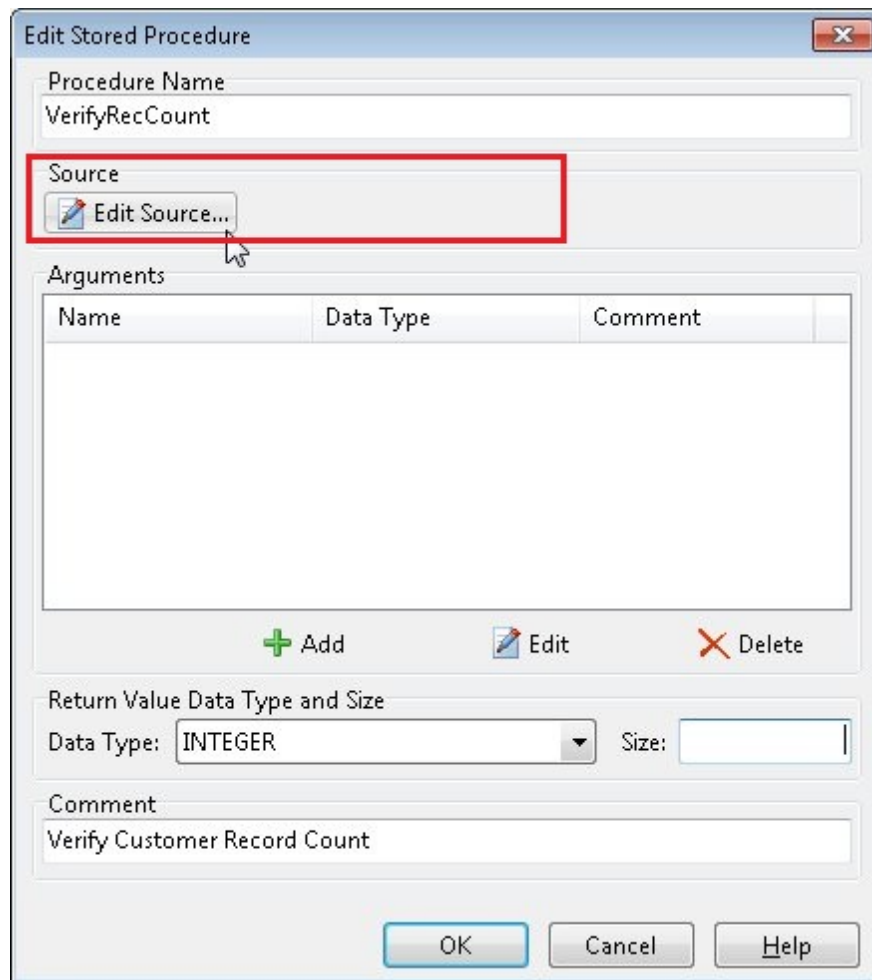 Edit Stored Procedure
Procedure Name
VerifyRecCount
Source
Edit Source...
Arguments
Name Data Type Comment
Add Edit Delete
Return Value Data Type and Size
Data Type: INTEGER Size:
Comment
Verify Customer Record Count
OK Cancel Help